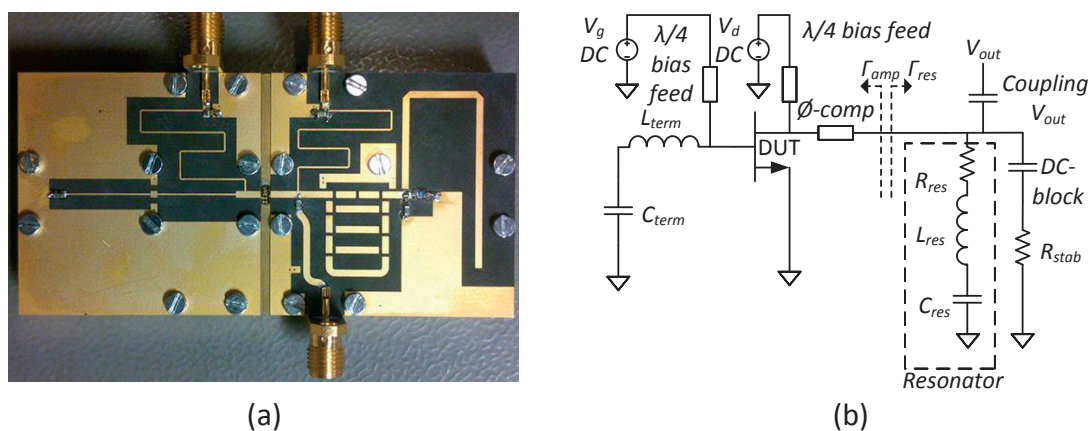 V_g
DC
λ/4
bias
feed
V_d
DC
λ/4 bias feed
L_term
C_term
DUT
Ø-comp
Γ_amp
Γ_res
V_out
Coupling
V_out
R_res
L_res
C_res
Resonator
DC-
block
R_stab
(a)
(b)